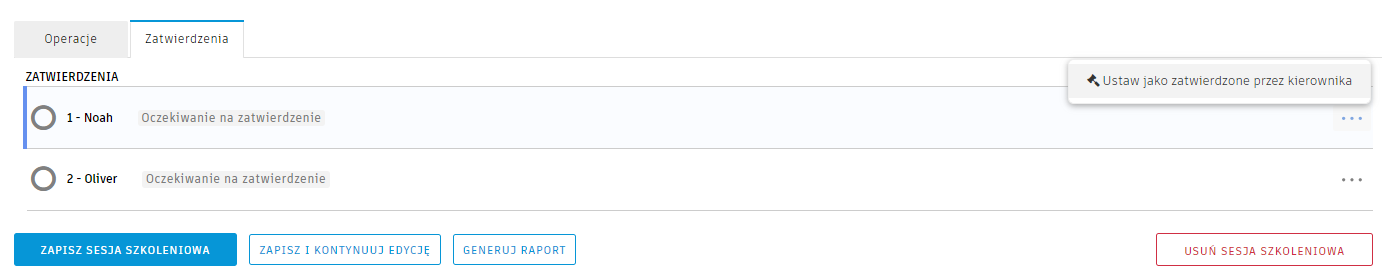 Operacje
Zatwierdzenia
ZATWIERDZENIA
Ustaw jako zatwierdzone przez kierownika
1 - Noah Oczekiwanie na zatwierdzenie
2 - Oliver Oczekiwanie na zatwierdzenie
ZAPISZ SESJA SZKOLENIOWA
ZAPISZ I KONTYNUUJ EDYCJĘ
GENERUJ RAPORT
USUŃ SESJA SZKOLENIOWA